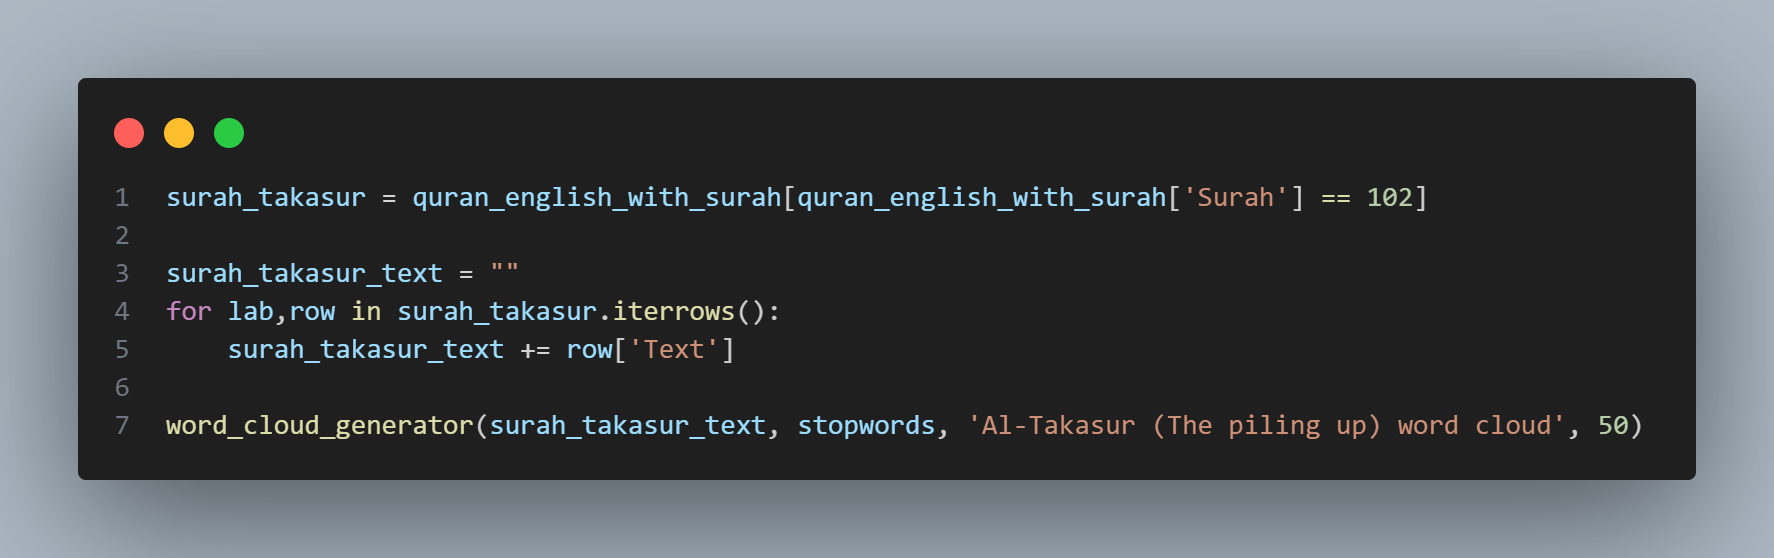 1 surah_takasur = quran_english_with_surah[quran_english_with_surah['Surah'] == 102]
2
3 surah_takasur_text = ""
4 for lab,row in surah_takasur.iterrows():
5     surah_takasur_text += row['Text']
6
7 word_cloud_generator(surah_takasur_text, stopwords, 'Al-Takasur (The piling up) word cloud', 50)